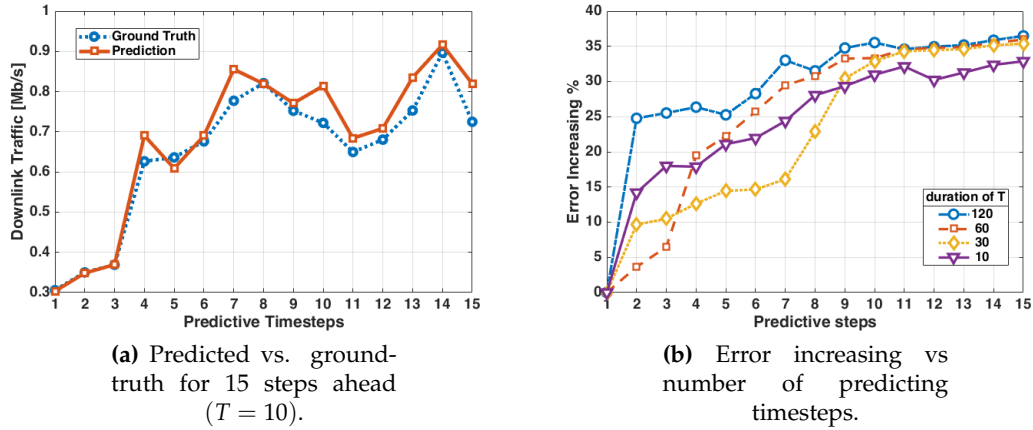 1
0.9
0.8
0.7
0.6
0.5
0.4
0.3
Downlink Traffic [Mb/s]
Ground Truth
Prediction
1 2 3 4 5 6 7 8 9 10 11 12 13 14 15
Predictive Timesteps
(a) Predicted vs. ground-
truth for 15 steps ahead
(T = 10).
40
35
30
25
20
15
10
5
0
Error Increasing %
duration of T
120
60
30
10
1 2 3 4 5 6 7 8 9 10 11 12 13 14 15
Predictive steps
(b) Error increasing vs
number of predicting
timesteps.